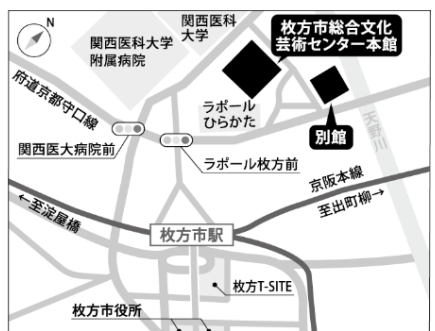 N
関西医科
大学
関西医科大学
附属病院
枚方市総合文化
芸術センター本館
府道京都守口線
ラポール
ひらかた
別館
天野川
関西医大病院前
ラポール枚方前
京阪本線
至出町柳→
←至淀屋橋
枚方市駅
枚方T-SITE
枚方市役所